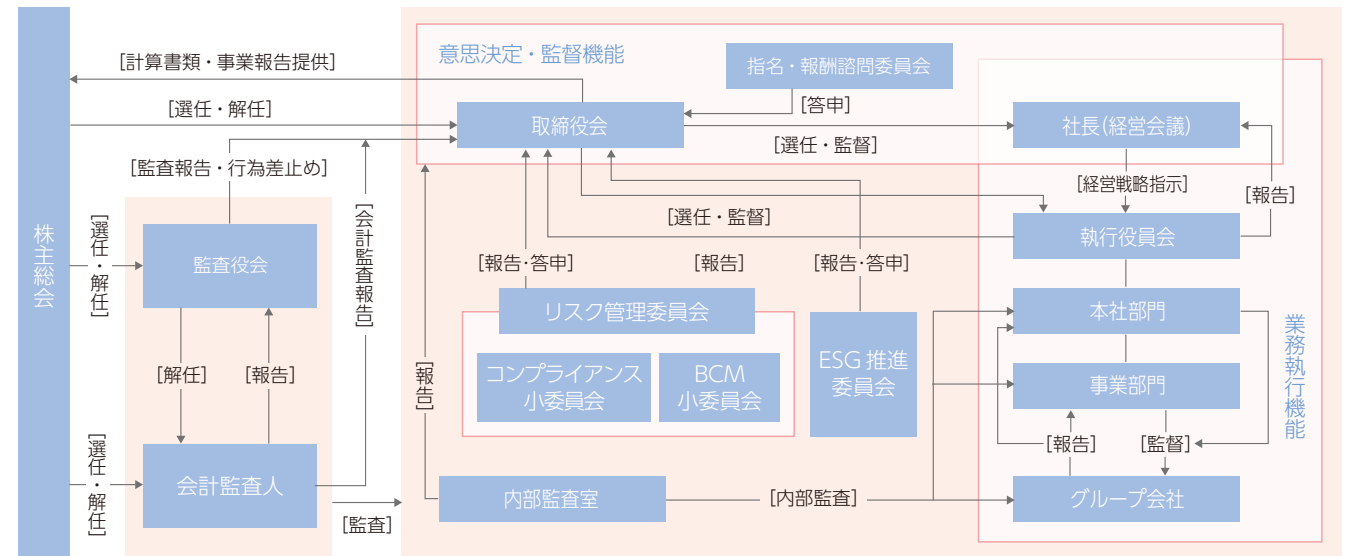 株主総会
[計算書類・事業報告提供]
[選任・解任]
[監査報告・行為差止め]
[選任・解任]
監査役会
[会計監査報告]
[解任]
[報告]
[選任・解任]
会計監査人
[監査]
意思決定・監督機能
指名・報酬諮問委員会
[答申]
取締役会
社長(経営会議)
[選任・監督]
[経営戦略指示]
[報告]
[選任・監督]
執行役員会
[報告・答申]
[報告]
[報告・答申]
リスク管理委員会
コンプライアンス
小委員会
BCM
小委員会
ESG 推進
委員会
[報告]
本社部門
事業部門
業務執行機能
[報告]
[監督]
内部監査室
[内部監査]
グループ会社